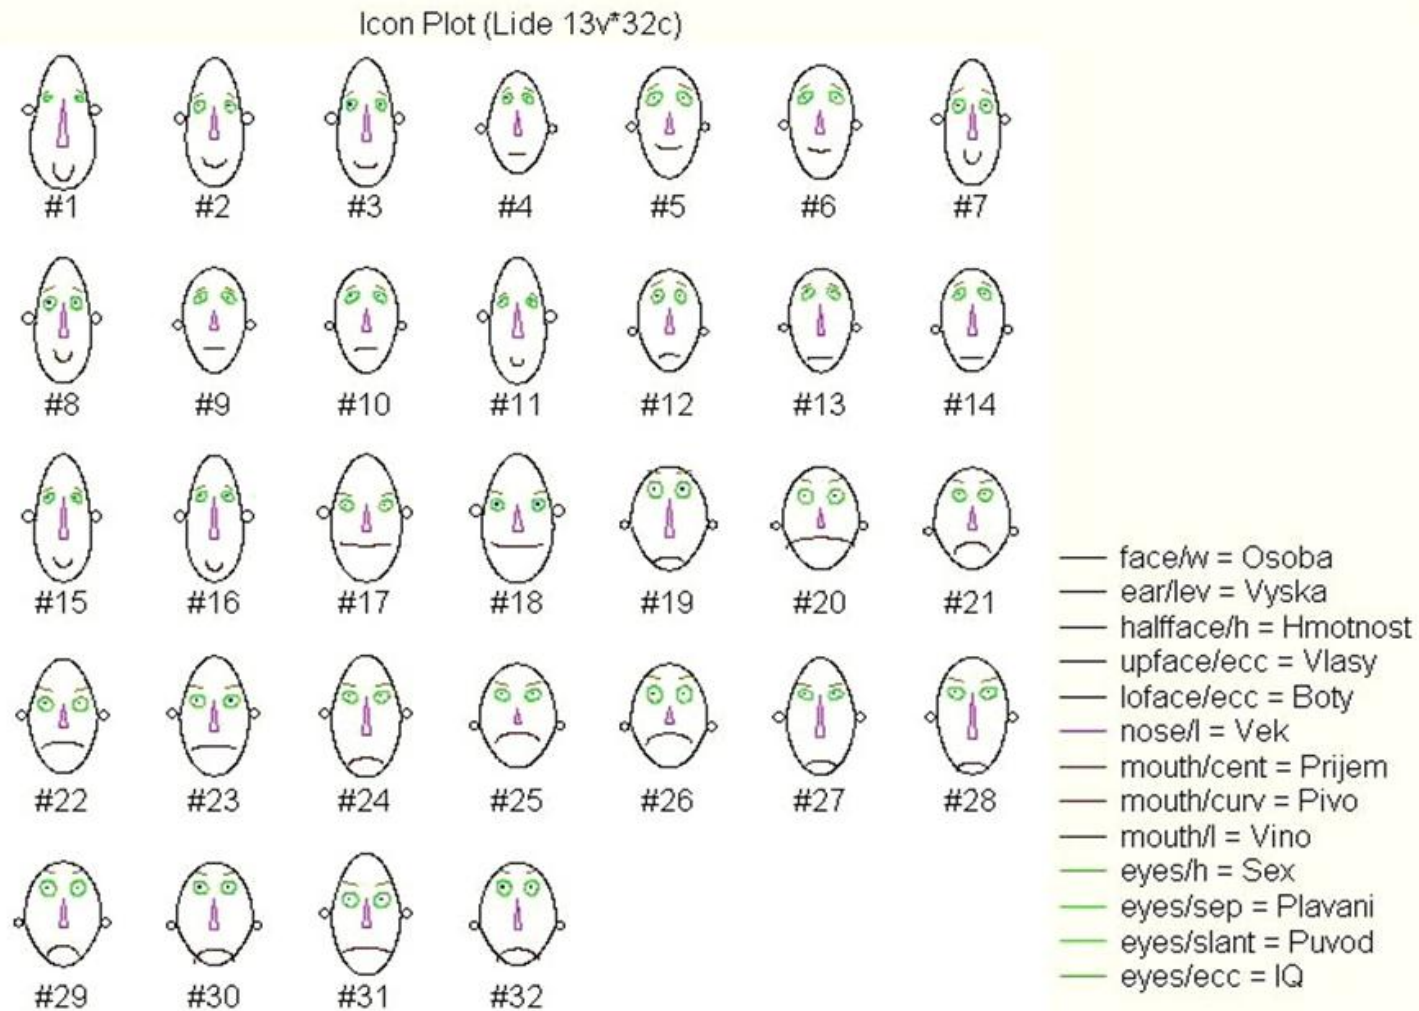 Icon Plot (Lide 13v*32c)
#1 #2 #3 #4 #5 #6 #7
#8 #9 #10 #11 #12 #13 #14
#15 #16 #17 #18 #19 #20 #21
#22 #23 #24 #25 #26 #27 #28
#29 #30 #31 #32
face/w = Osoba
ear/lev = Vyska
halfface/h = Hmotnost
upface/ecc = Vlasy
loface/ecc = Boty
nose/l = Vek
mouth/cent = Prijem
mouth/curv = Pivo
mouth/l = Vino
eyes/h = Sex
eyes/sep = Plavani
eyes/slant = Puvod
eyes/ecc = IQ